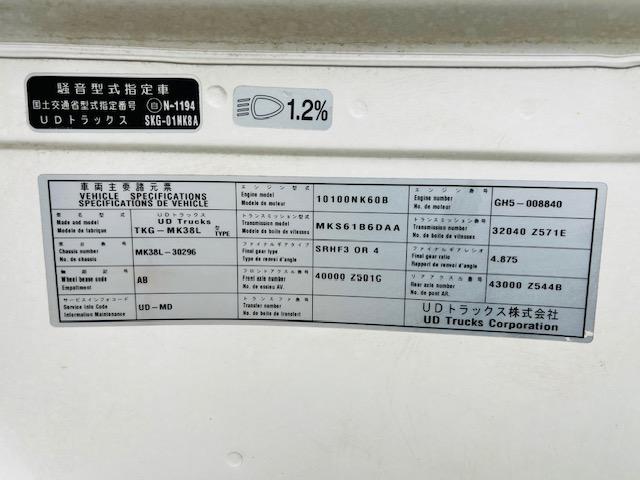 騒音型式指定車
国土交通省型式指定番号 自 N-1194
UDトラックス SKG-01MK8A
1.2%
車両主要諸元票
VEHICLE SPECIFICATIONS
SPECIFICATIONS DE VEHICLE
エンジン型式
Engine model
Modele de moteur
10100NK60B
エンジン番号
Engine number
No. de moteur
GH5-008840
車名型式
Made and model
Modele de fabrique
UDトラックス
UD Trucks
TKG-MK38L 型 TYPE
トランスミッション型式
Transmission model
Modele de boite de vitesses
MKS61B6DAA
トランスミッション番号
Transmission number
No. de boite de vitesses
32040 Z571E
車台番号
Chassis number
No. de chassis
MK38L-30296
ファイナルギアタイプ
Final gear type
Type de renvoi d'angle
SRHF3 OR 4
ファイナルギアレシオ
Final gear ratio
Rapport de renvoi d'angle
4.875
軸距記号
Wheel base code
Empattement
AB
フロントアクスル番号
Front axle number
No. de essieu AV.
40000 Z501G
リアアクスル番号
Rear axle number
No. de pont AR.
43000 Z544B
サービスインフォコード
Service info Code
Information Maintenance
UD-MD
トランスファ番号
Transfer number
No. de boite de transfert
UDトラックス株式会社
UD Trucks Corporation